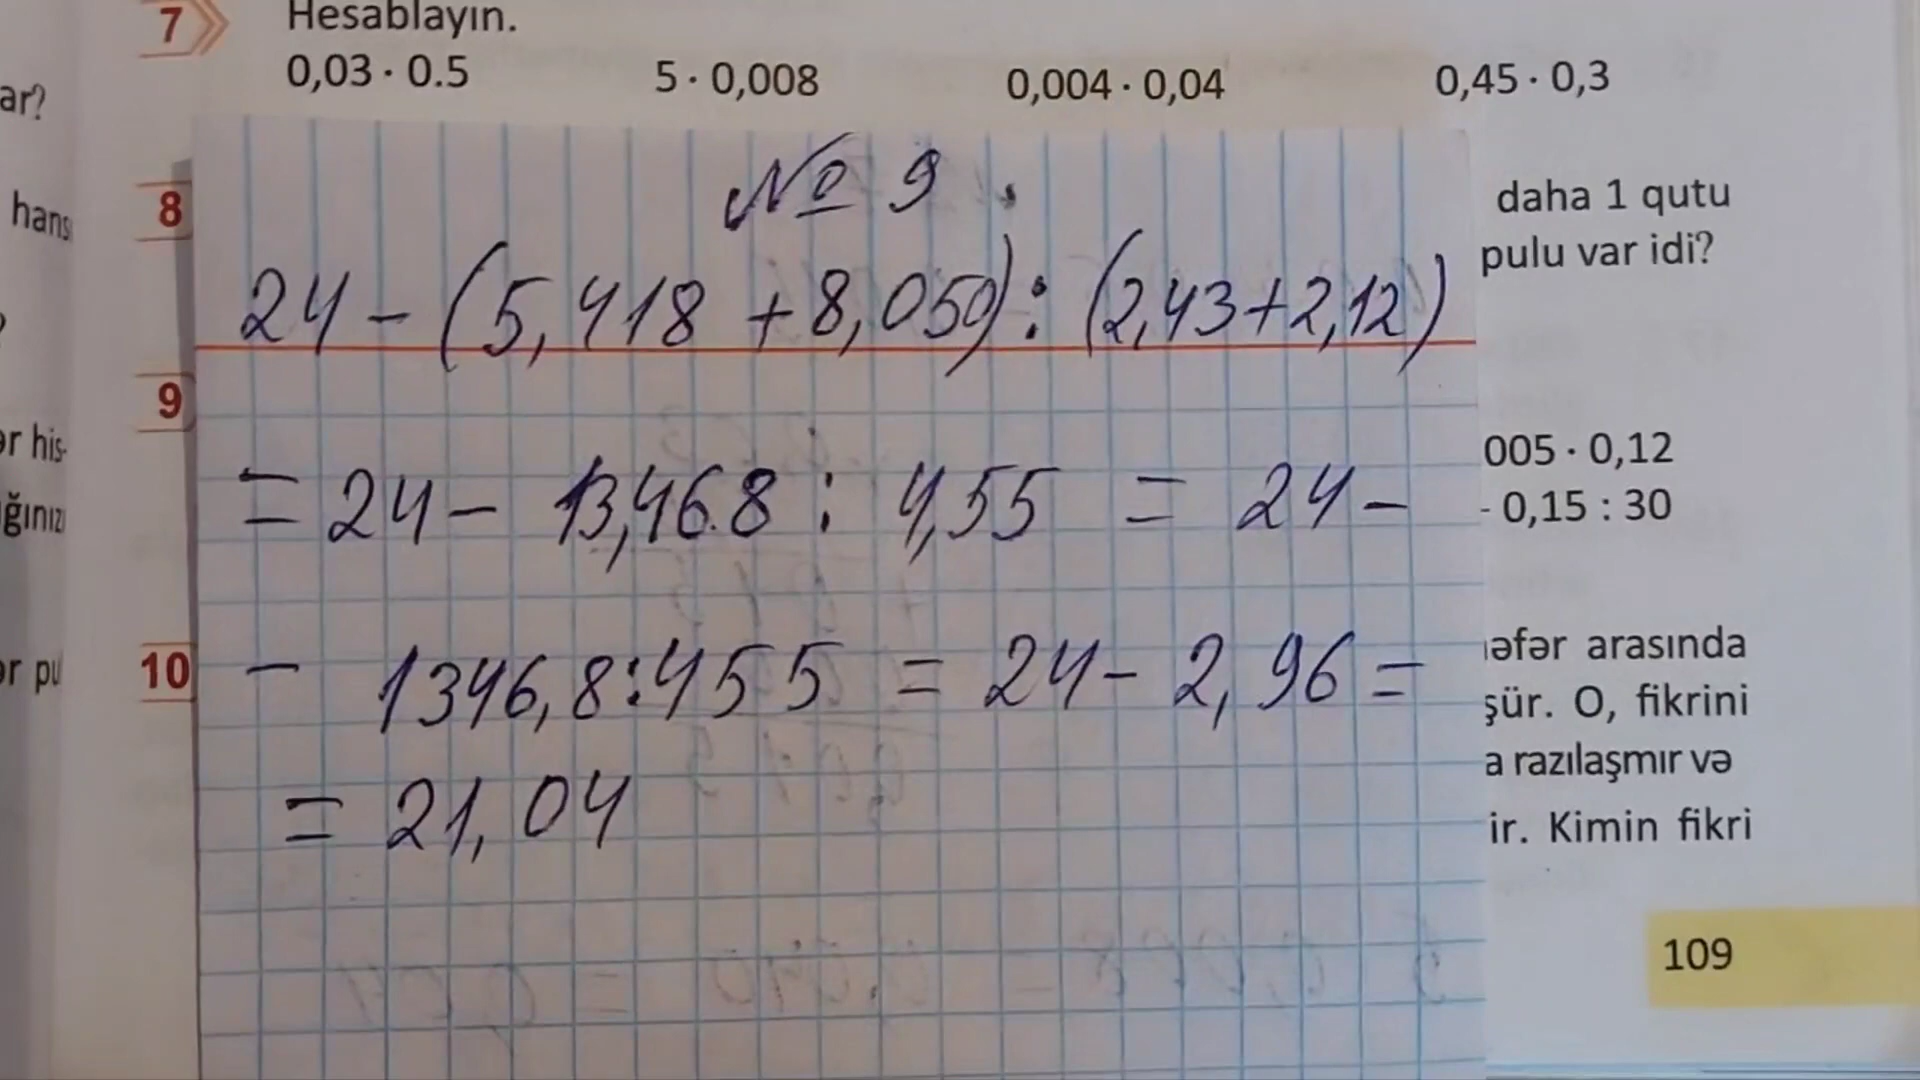 7 Hesablayın.
0,03 · 0.5 5 · 0,008 0,004 · 0,04 0,45 · 0,3
ar?
№ 9.
8 daha 1 qutu
pulu var idi?
24 - (5,418 + 8,050) : (2,43+2,12)
9
005 · 0,12
= 24 - 13,468 : 4,55 = 24 -
- 0,15 : 30
10 əfər arasında
- 1346,8:455 = 24 - 2,96 =
şür. O, fikrini
a razılaşmır və
= 21,04
ir. Kimin fikri
109